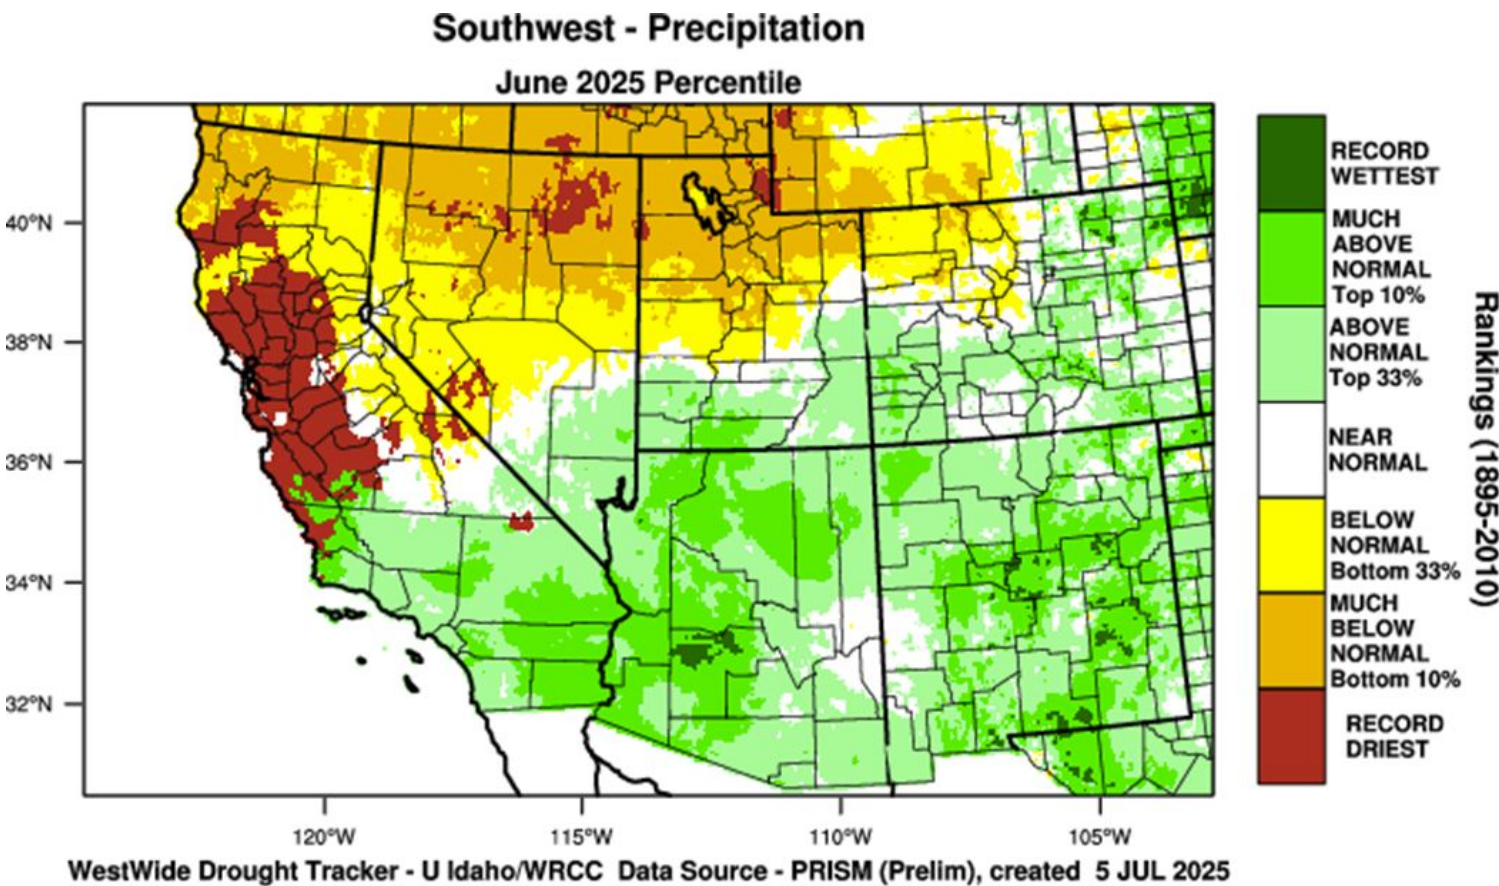 Southwest - Precipitation
June 2025 Percentile
40°N
38°N
36°N
34°N
32°N
120°W
115°W
110°W
105°W
RECORD
WETTEST
MUCH
ABOVE
NORMAL
Top 10%
ABOVE
NORMAL
Top 33%
NEAR
NORMAL
BELOW
NORMAL
Bottom 33%
MUCH
BELOW
NORMAL
Bottom 10%
RECORD
DRIEST
Rankings (1895-2010)
WestWide Drought Tracker - U Idaho/WRCC Data Source - PRISM (Prelim), created 5 JUL 2025